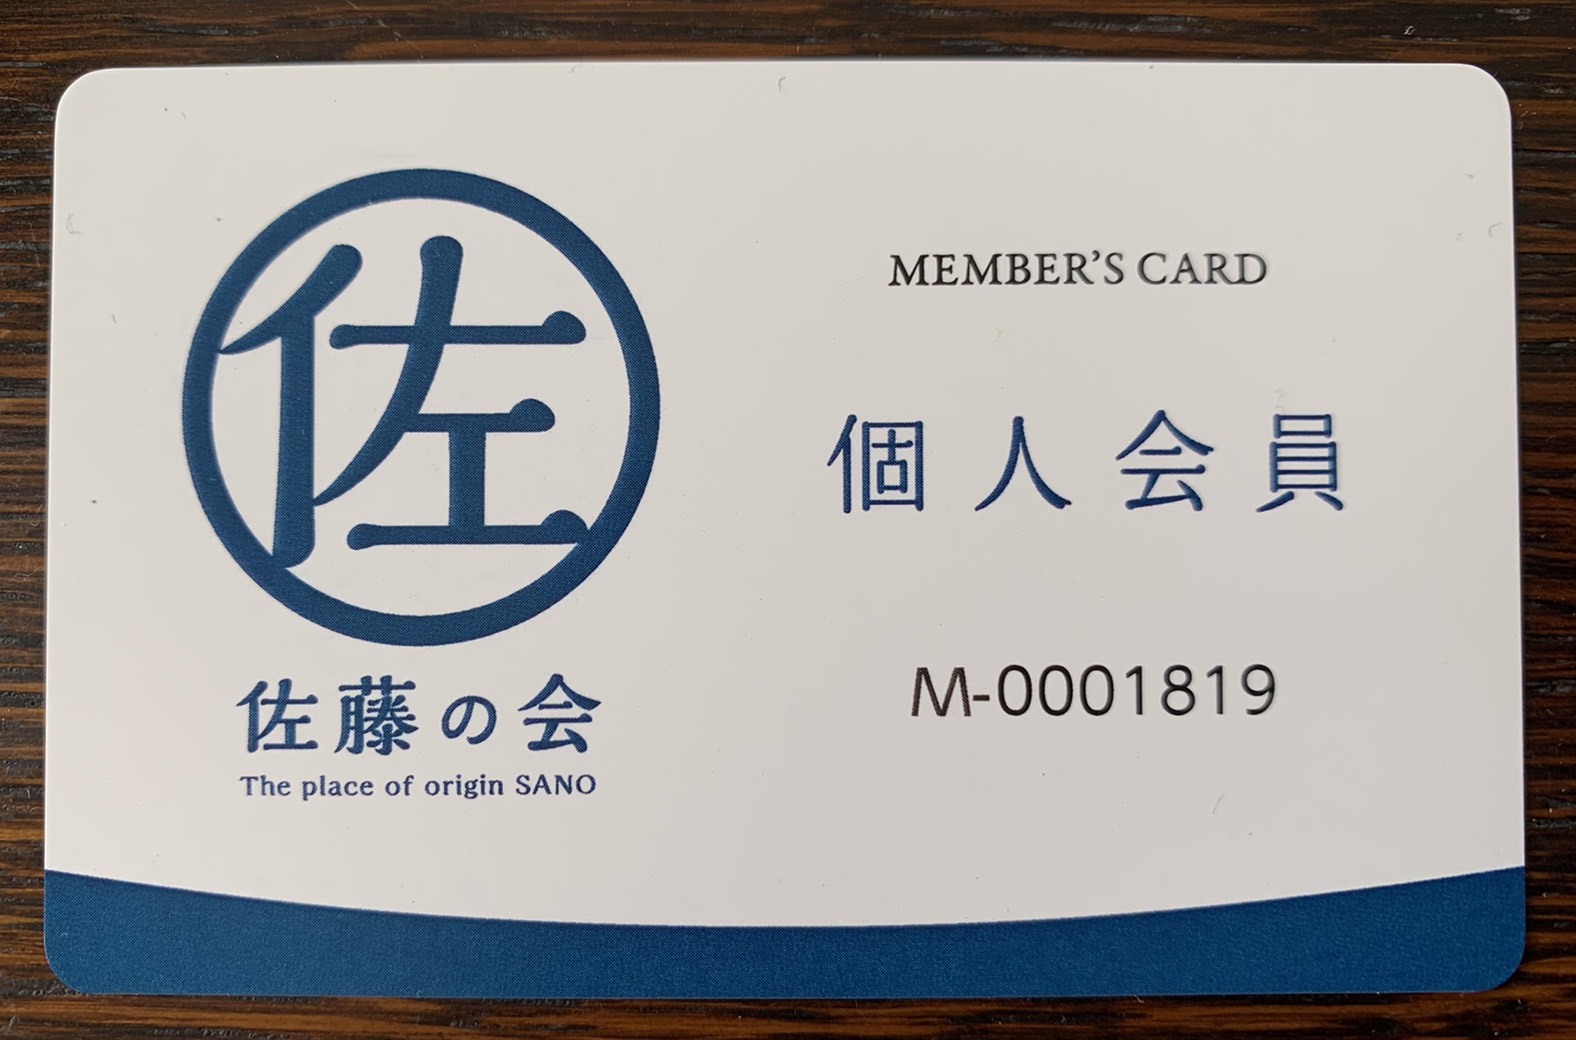 佐
佐藤の会
The place of origin SANO
MEMBER'S CARD
個人会員
M-0001819